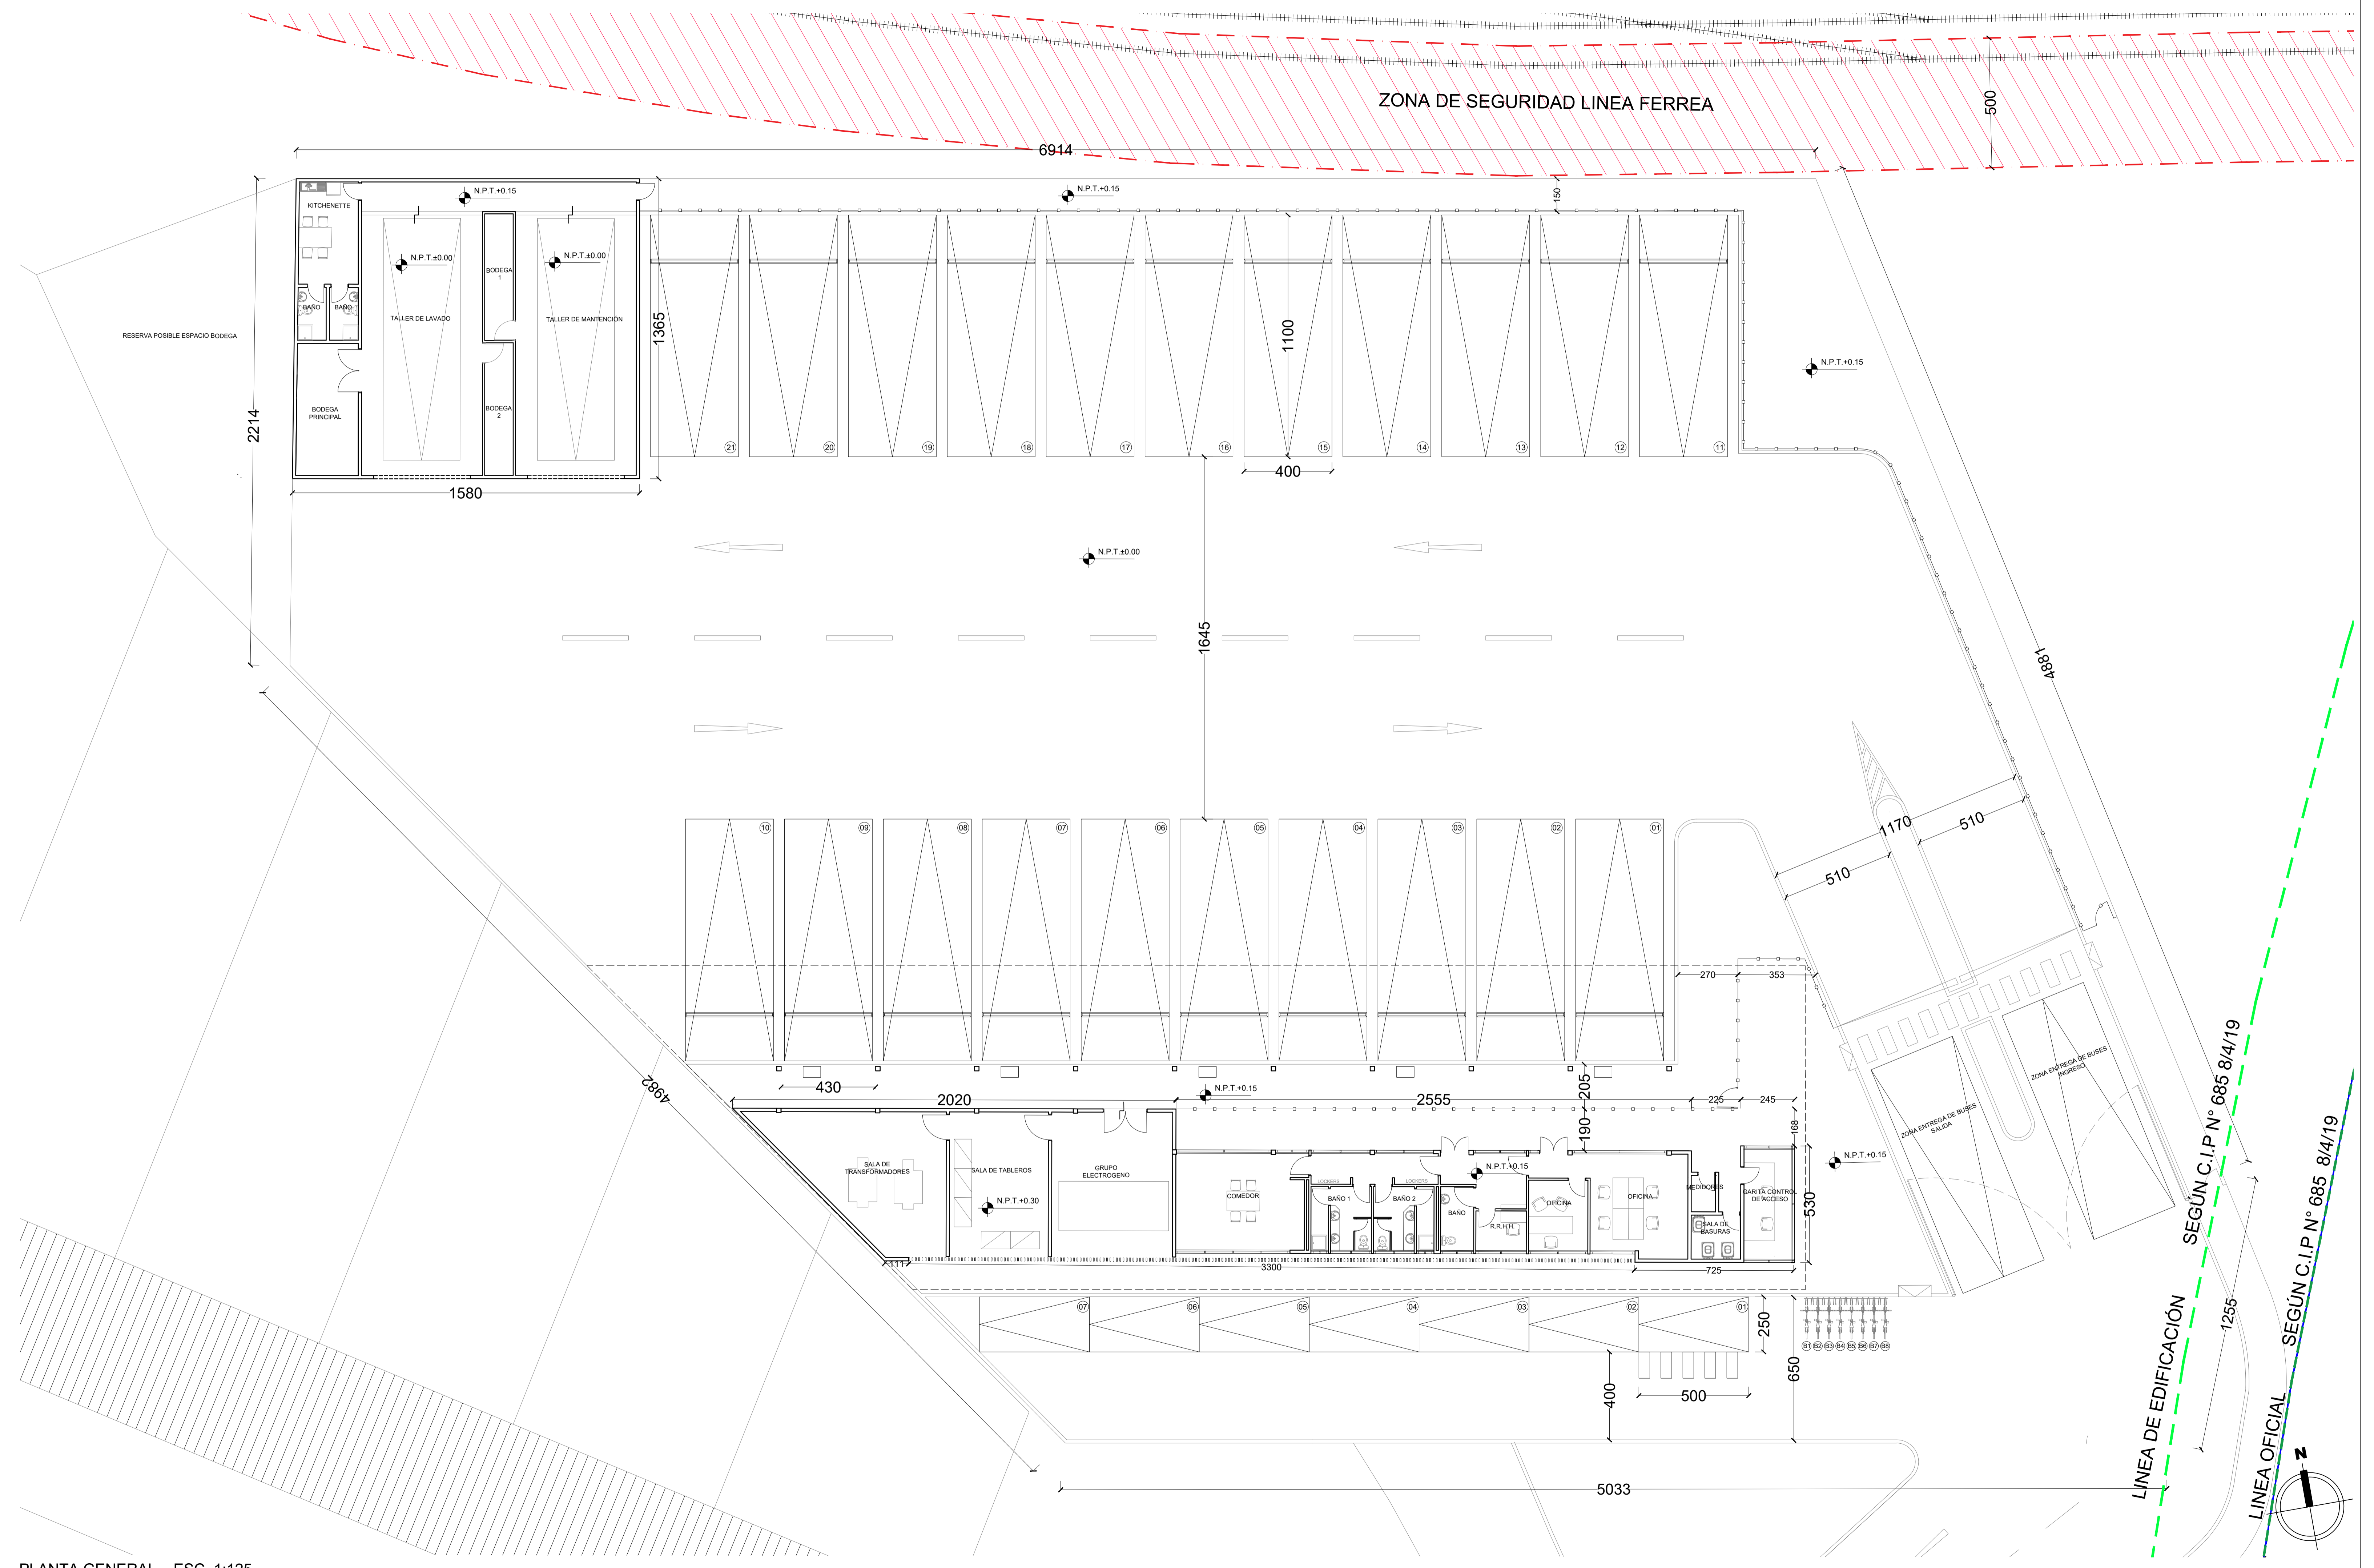 ZONA DE SEGURIDAD LINEA FERREA
500
6914
150
N.P.T.+0.15
N.P.T.+0.15
KITCHENETTE
N.P.T.±0.00
N.P.T.±0.00
BODEGA
1
BAÑO
BAÑO
TALLER DE LAVADO
TALLER DE MANTENCIÓN
1365
1100
RESERVA POSIBLE ESPACIO BODEGA
N.P.T.+0.15
2214
BODEGA
PRINCIPAL
BODEGA
2
21
20
19
18
17
16
15
14
13
12
11
400
1580
N.P.T.±0.00
1645
4881
10
09
08
07
06
05
04
03
02
01
1170
510
510
270
353
4982
430
2020
N.P.T.+0.15
2555
205
225
245
190
168
ZONA ENTREGA DE BUSES
INGRESO
ZONA ENTREGA DE BUSES
SALIDA
SALA DE
TRANSFORMADORES
SALA DE TABLEROS
GRUPO
ELECTROGENO
N.P.T.+0.30
COMEDOR
LOCKERS
BAÑO 1
LOCKERS
BAÑO 2
BAÑO
N.P.T.+0.15
R.R.H.H.
OFICINA
OFICINA
MEDIDORES
SALA DE
BASURAS
GARITA CONTROL
DE ACCESO
N.P.T.+0.15
530
111
3300
725
07
06
05
04
03
02
01
250
B1
B2
B3
B4
B5
B6
B7
B8
650
400
500
5033
1255
LINEA DE EDIFICACIÓN
SEGÚN C.I.P N° 685 8/4/19
LINEA OFICIAL
SEGÚN C.I.P N° 685 8/4/19
N
PLANTA GENERAL ESC. 1:125